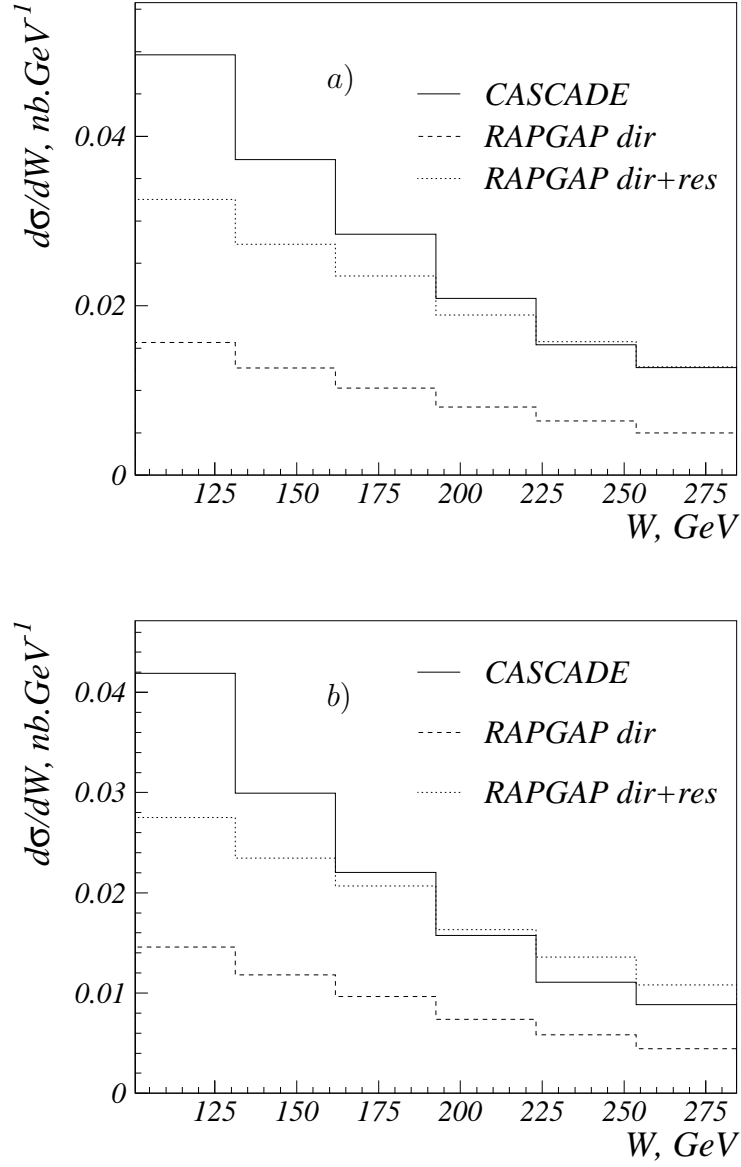 dσ/dW, nb.GeV⁻¹
a)
CASCADE
RAPGAP dir
RAPGAP dir+res
0.04
0.02
0
125 150 175 200 225 250 275
W, GeV
dσ/dW, nb.GeV⁻¹
b)
CASCADE
RAPGAP dir
RAPGAP dir+res
0.04
0.03
0.02
0.01
0
125 150 175 200 225 250 275
W, GeV